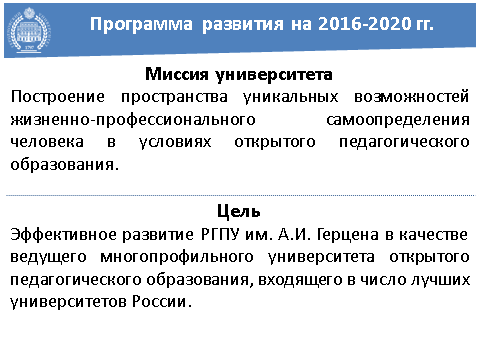 Программа развития на 2016-2020 гг.
Миссия университета
Построение пространства уникальных возможностей
жизненно-профессионального самоопределения
человека в условиях открытого педагогического
образования.
Цель
Эффективное развитие РГПУ им. А.И. Герцена в качестве
ведущего многопрофильного университета открытого
педагогического образования, входящего в число лучших
университетов России.